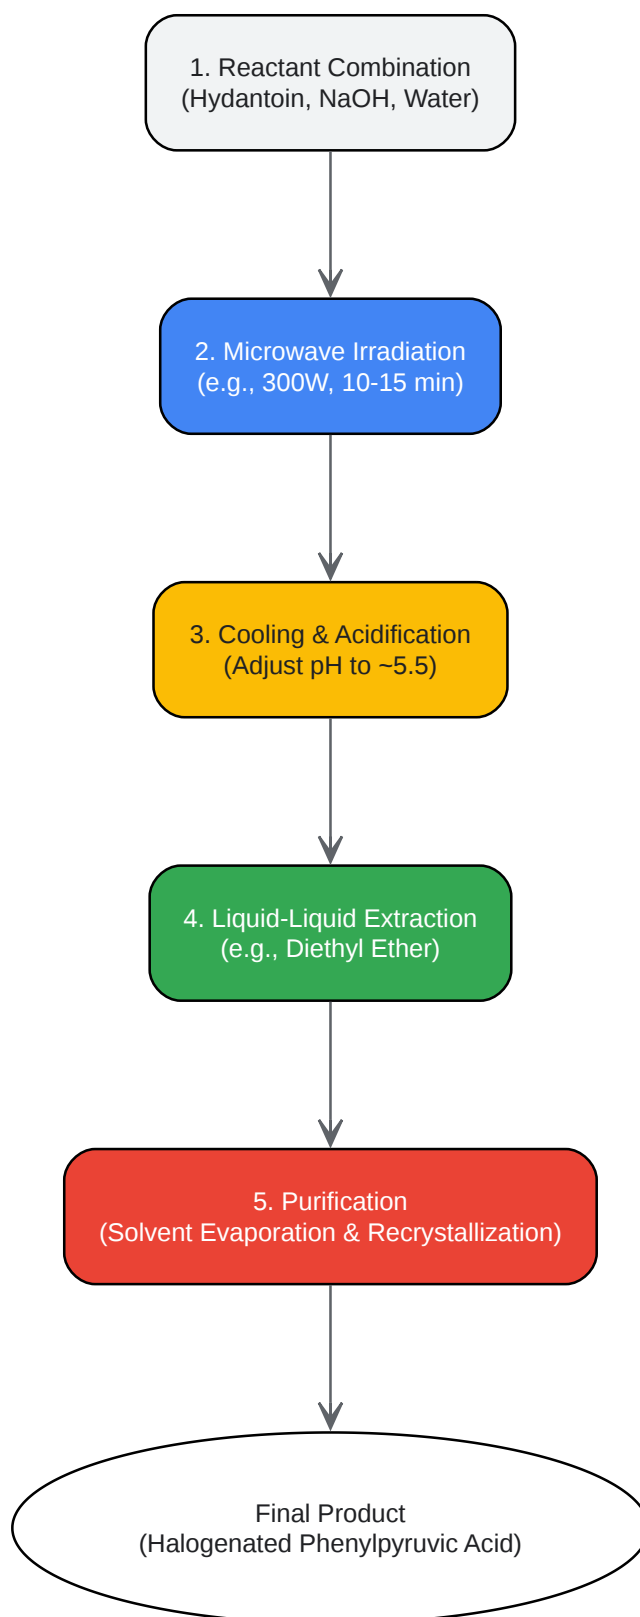 1. Reactant Combination
(Hydantoin, NaOH, Water)
2. Microwave Irradiation
(e.g., 300W, 10-15 min)
3. Cooling & Acidification
(Adjust pH to ~5.5)
4. Liquid-Liquid Extraction
(e.g., Diethyl Ether)
5. Purification
(Solvent Evaporation & Recrystallization)
Final Product
(Halogenated Phenylpyruvic Acid)